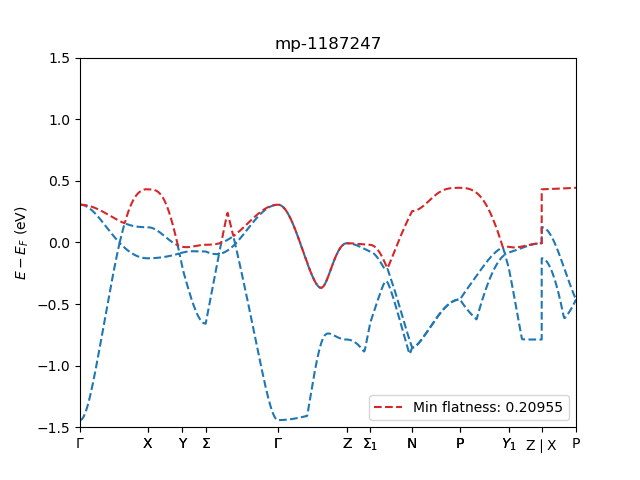 mp-1187247
E − E_F (eV)
1.5
1.0
0.5
0.0
−0.5
−1.0
−1.5
Min flatness: 0.20955
Γ X Y Σ Γ Z Σ₁ N P Y₁ Z | X P